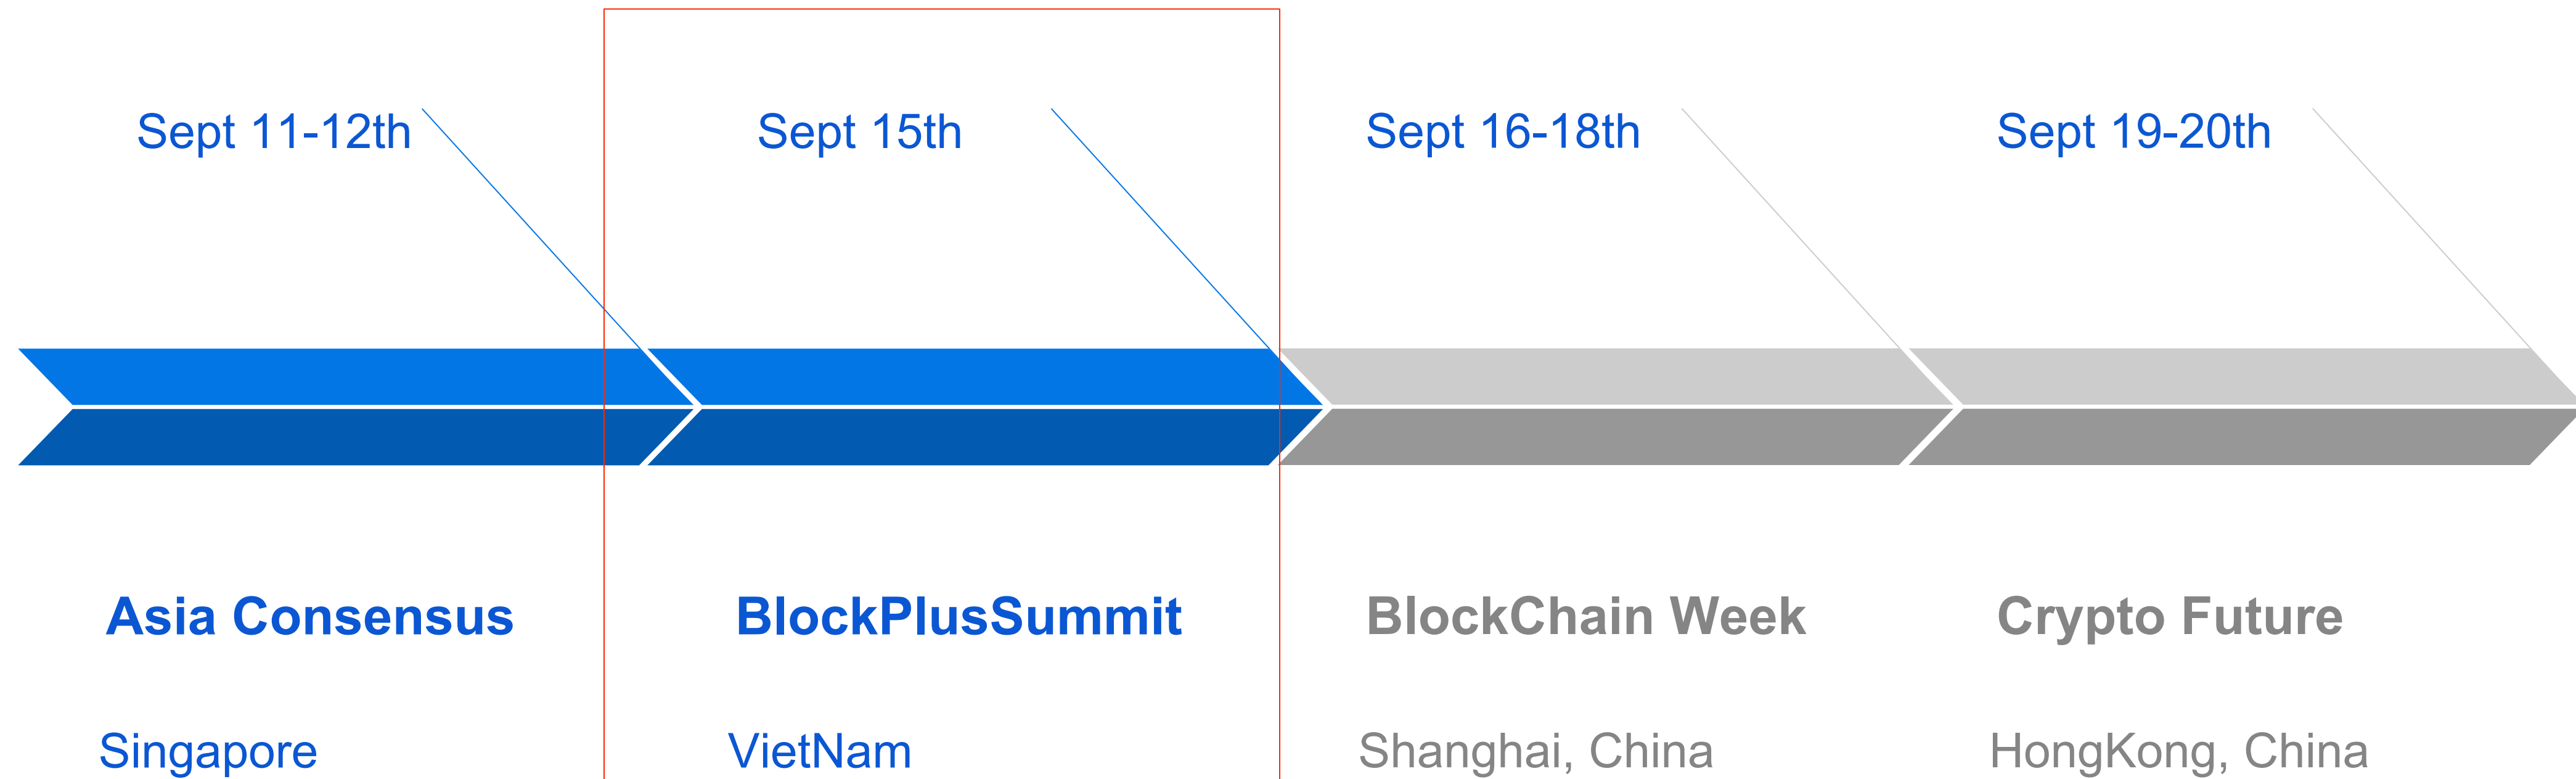 Sept 11-12th
Sept 15th
Sept 16-18th
Sept 19-20th
Asia Consensus
BlockPlusSummit
BlockChain Week
Crypto Future
Singapore
VietNam
Shanghai, China
HongKong, China